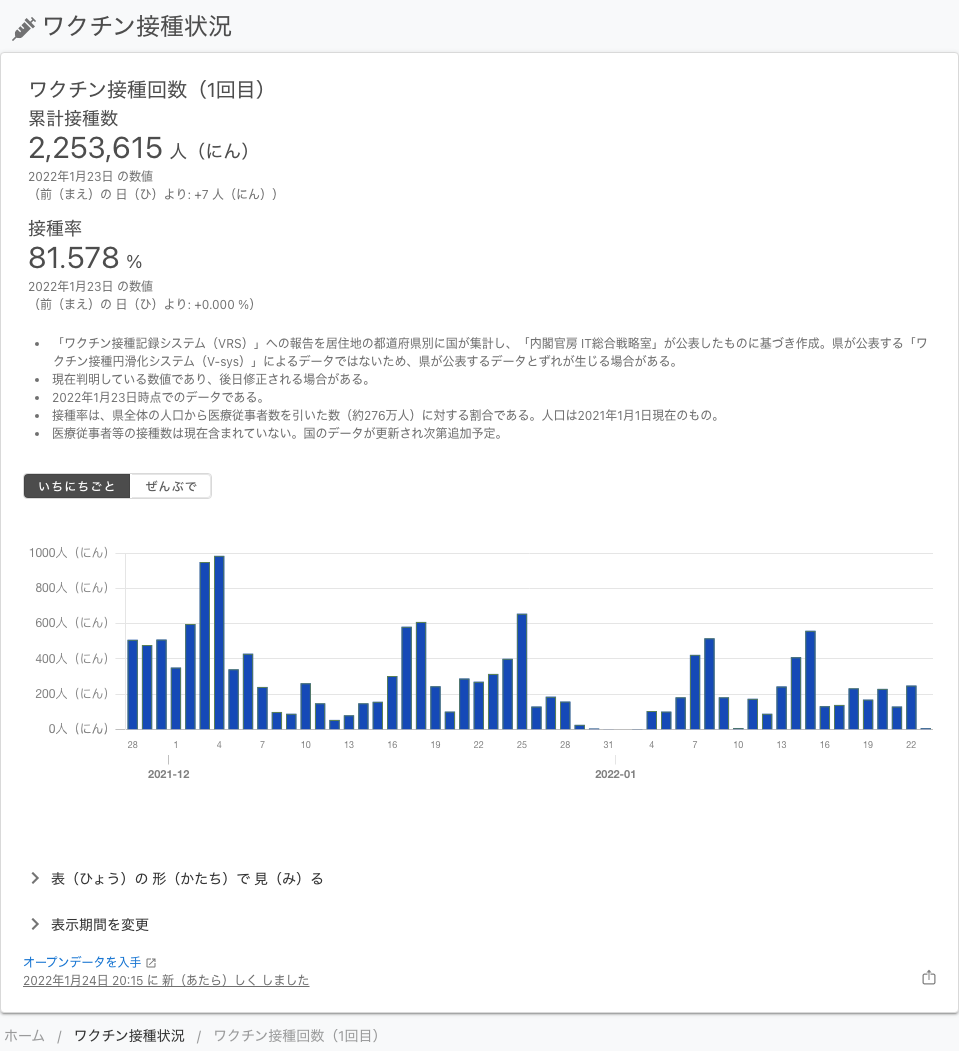 ワクチン接種状況
ワクチン接種回数（1回目）
累計接種数
2,253,615 人（にん）
2022年1月23日 の数値
（前（まえ）の 日（ひ）より: +7 人（にん））
接種率
81.578 %
2022年1月23日 の数値
（前（まえ）の 日（ひ）より: +0.000 %）
「ワクチン接種記録システム（VRS）」への報告を居住地の都道府県別に国が集計し、「内閣官房 IT総合戦略室」が公表したものに基づき作成。県が公表する「ワ
クチン接種円滑化システム（V-sys）」によるデータではないため、県が公表するデータとずれが生じる場合がある。
現在判明している数値であり、後日修正される場合がある。
2022年1月23日時点でのデータである。
接種率は、県全体の人口から医療従事者数を引いた数（約276万人）に対する割合である。人口は2021年1月1日現在のもの。
医療従事者等の接種数は現在含まれていない。国のデータが更新され次第追加予定。
いちにちごと ぜんぶで
1000人（にん）
800人（にん）
600人（にん）
400人（にん）
200人（にん）
0人（にん）
28 1 4 7 10 13 16 19 22 25 28 31 4 7 10 13 16 19 22
2021-12 2022-01
表（ひょう）の 形（かたち）で 見（み）る
表示期間を変更
オープンデータを入手
2022年1月24日 20:15 に 新（あたら）しく しました
ホーム / ワクチン接種状況 / ワクチン接種回数（1回目）